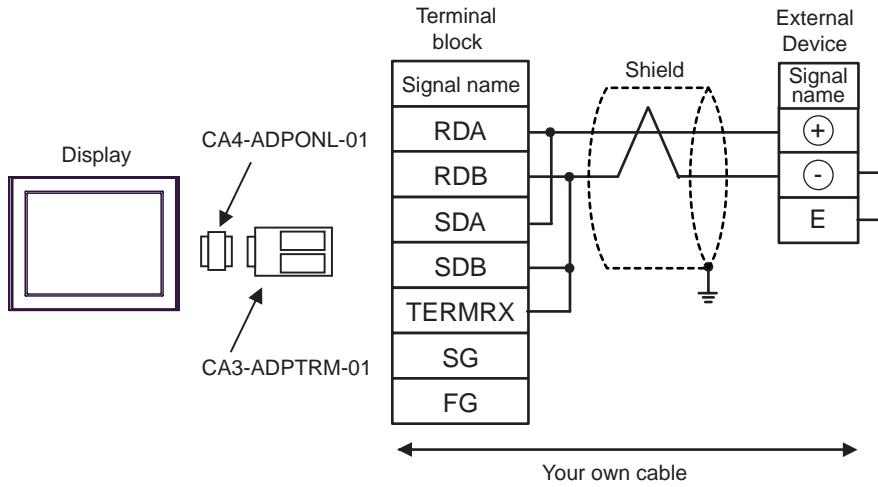 Terminal
block
External
Device
Signal name
Shield
Signal
name
RDA
+
CA4-ADPONL-01
Display
RDB
-
SDA
E
SDB
TERMRX
CA3-ADPTRM-01
SG
FG
Your own cable